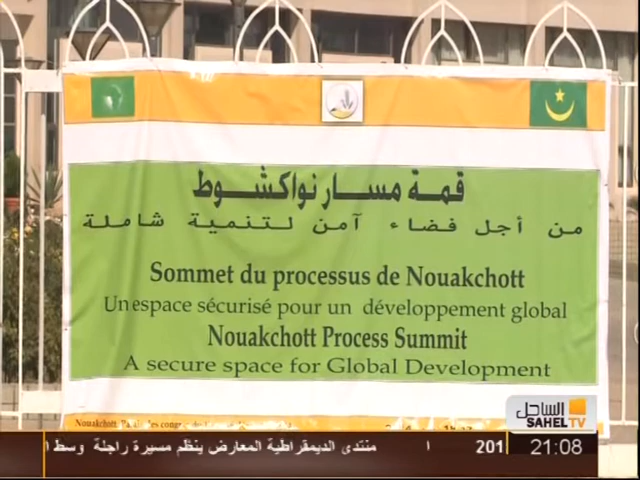 قمة مسار نواكشوط
من أجل فضاء آمن لتنمية شاملة
Sommet du processus de Nouakchott
Un espace sécurisé pour un développement global
Nouakchott Process Summit
A secure space for Global Development
Nouakchott
الساحل
SAHEL TV
منتدى الديمقراطية المعارض ينظم مسيرة راجلة وسط
201
21:08